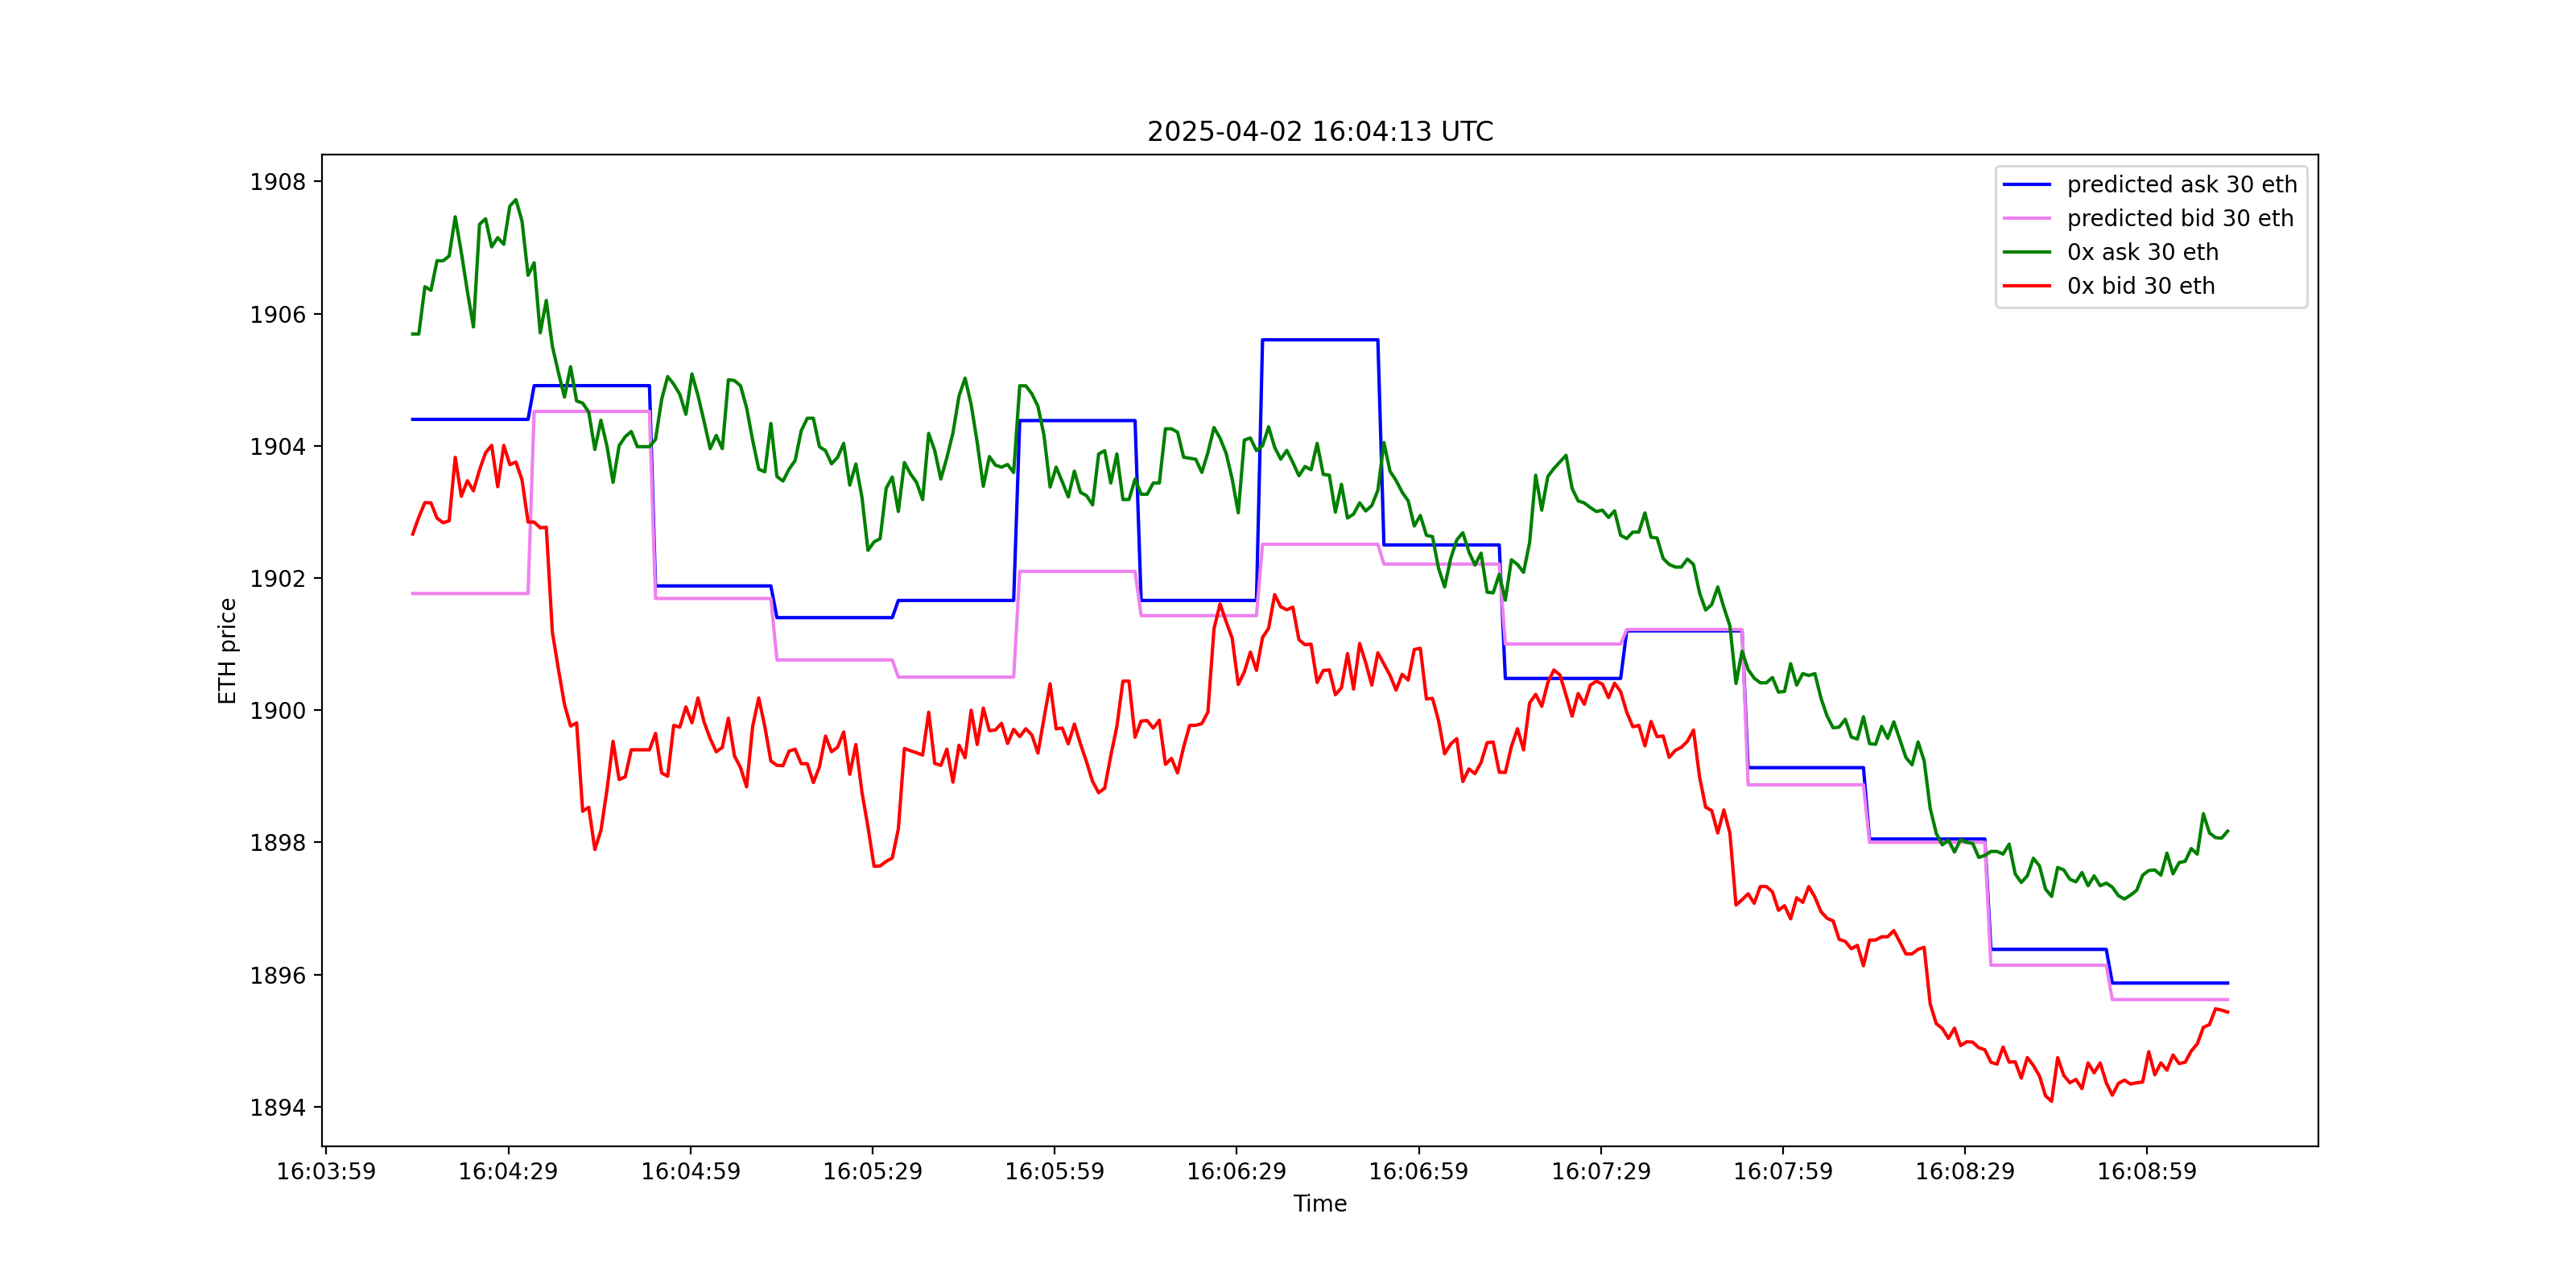 2025-04-02 16:04:13 UTC
predicted ask 30 eth
predicted bid 30 eth
0x ask 30 eth
0x bid 30 eth
ETH price
1908
1906
1904
1902
1900
1898
1896
1894
16:03:59 16:04:29 16:04:59 16:05:29 16:05:59 16:06:29 16:06:59 16:07:29 16:07:59 16:08:29 16:08:59
Time